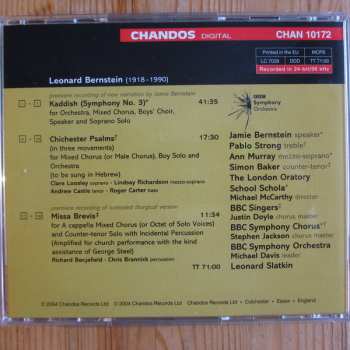 CHANDOS DIGITAL
CHAN 10172
Printed in the EU
MCPS
LC 7038
DDD
TT 71:00
Recorded in 24-bit/96 kHz
Leonard Bernstein (1918–1990)
premiere recording of new narration by Jamie Bernstein
Kaddish (Symphony No. 3)*
41:35
for Orchestra, Mixed Chorus, Boys' Choir,
Speaker and Soprano Solo
Chichester Psalms†
17:30
(in three movements)
for Mixed Chorus (or Male Chorus), Boy Solo and
Orchestra
(to be sung in Hebrew)
Clare Loosley soprano · Lindsay Richardson mezzo-soprano
Andrew Castle tenor · Roger Carter bass
premiere recording of extended liturgical version
Missa Brevis‡
11:34
for A cappella Mixed Chorus (or Octet of Solo Voices)
and Counter-tenor Solo with Incidental Percussion
(Amplified for church performance with the kind
assistance of George Steel)
Richard Benjafield · Chris Brannick percussion
TT 71:00
BBC
Symphony
Orchestra
Jamie Bernstein speaker*
Pablo Strong treble†
Ann Murray mezzo-soprano*
Simon Baker counter-tenor‡
The London Oratory
School Schola*
Michael McCarthy director
BBC Singers‡
Justin Doyle chorus master
BBC Symphony Chorus*†
Stephen Jackson chorus master
BBC Symphony Orchestra
Michael Davis leader
Leonard Slatkin
℗ 2004 Chandos Records Ltd © 2004 Chandos Records Ltd · Chandos Records Ltd · Colchester · Essex · England